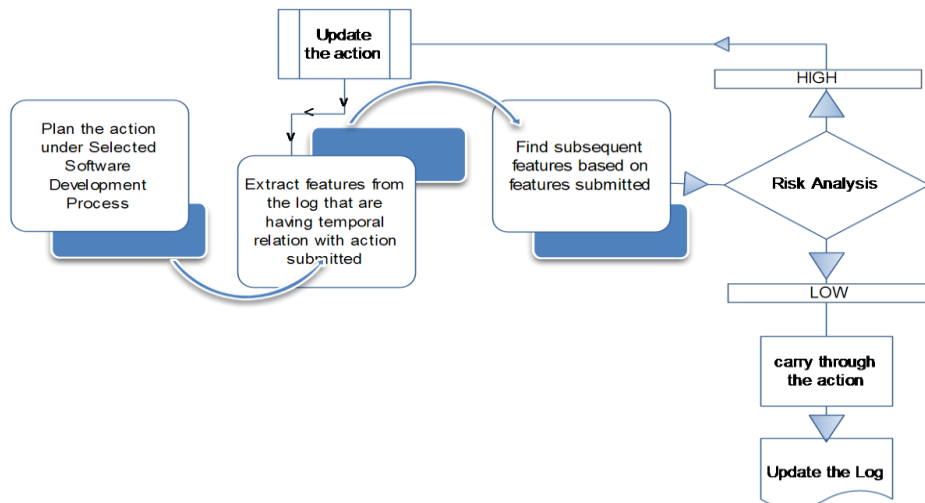 Update
the action
HIGH
Plan the action
under Selected
Software
Development
Process
Extract features from
the log that are
having temporal
relation with action
submitted
Find subsequent
features based on
features submitted
Risk Analysis
LOW
carry through
the action
Update the Log